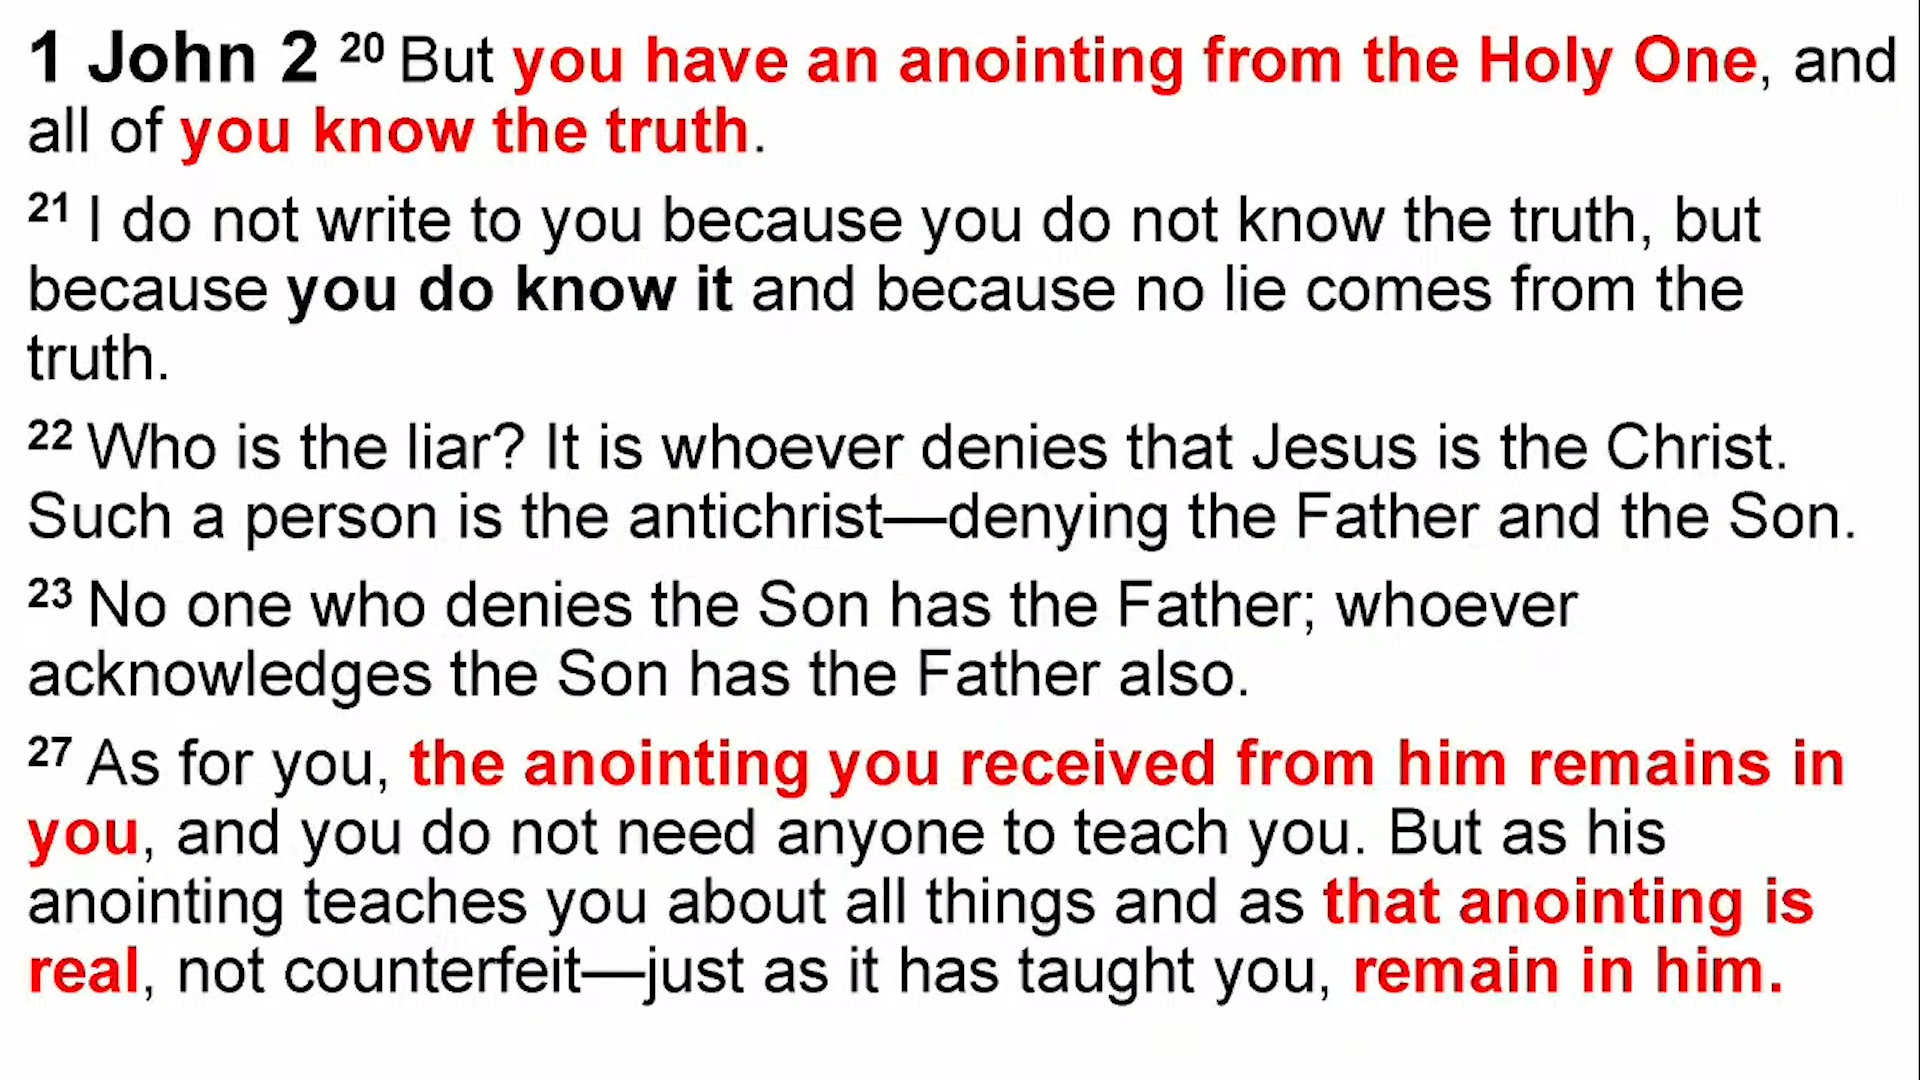 1 John 2 20 But you have an anointing from the Holy One, and
all of you know the truth.
21 I do not write to you because you do not know the truth, but
because you do know it and because no lie comes from the
truth.
22 Who is the liar? It is whoever denies that Jesus is the Christ.
Such a person is the antichrist—denying the Father and the Son.
23 No one who denies the Son has the Father; whoever
acknowledges the Son has the Father also.
27 As for you, the anointing you received from him remains in
you, and you do not need anyone to teach you. But as his
anointing teaches you about all things and as that anointing is
real, not counterfeit—just as it has taught you, remain in him.